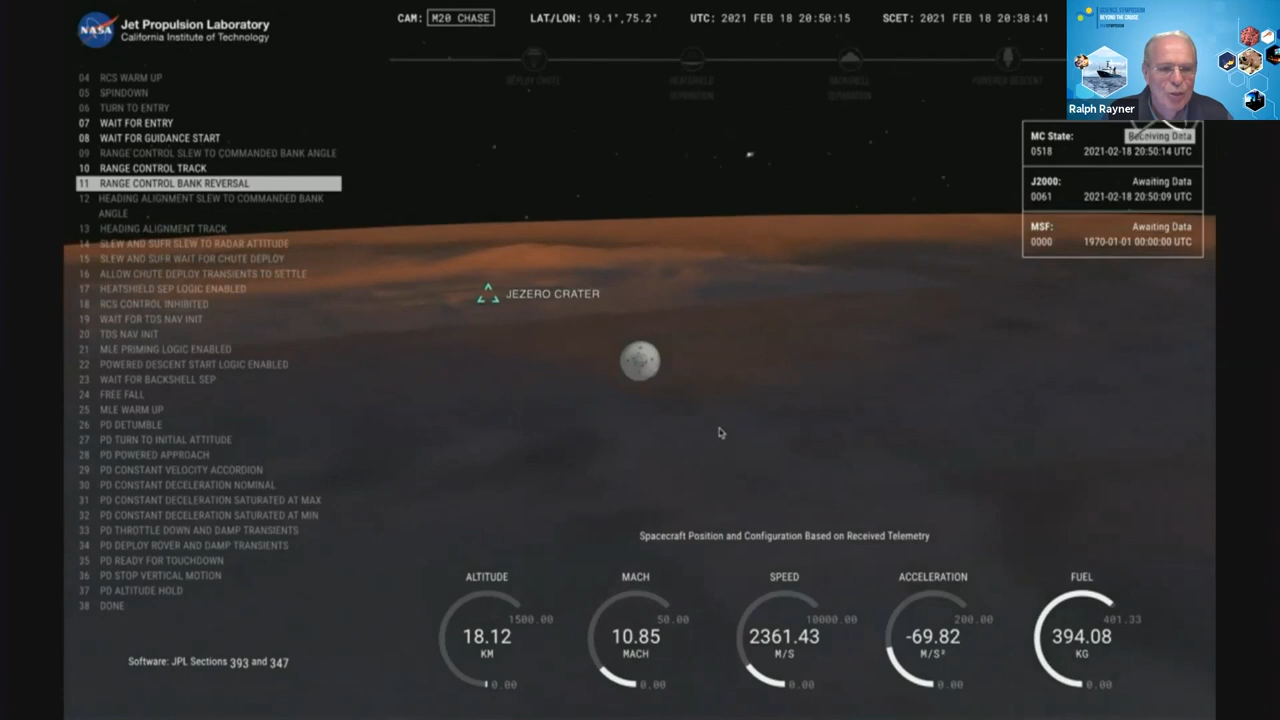 NASA
Jet Propulsion Laboratory
California Institute of Technology
CAM: M20 CHASE
LAT/LON: 19.1°,75.2°
UTC: 2021 FEB 18 20:50:15
SCET: 2021 FEB 18 20:38:41
DEPLOY CHUTE
HEATSHIELD
SEPARATION
BACKSHELL
SEPARATION
POWERED DESCENT
SCIENCE SYMPOSIUM
BEYOND THE CRUISE
Ralph Rayner
04 RCS WARM UP
05 SPINDOWN
06 TURN TO ENTRY
07 WAIT FOR ENTRY
08 WAIT FOR GUIDANCE START
09 RANGE CONTROL SLEW TO COMMANDED BANK ANGLE
10 RANGE CONTROL TRACK
11 RANGE CONTROL BANK REVERSAL
12 HEADING ALIGNMENT SLEW TO COMMANDED BANK
ANGLE
13 HEADING ALIGNMENT TRACK
14 SLEW AND SUFR SLEW TO RADAR ATTITUDE
15 SLEW AND SUFR WAIT FOR CHUTE DEPLOY
16 ALLOW CHUTE DEPLOY TRANSIENTS TO SETTLE
17 HEATSHIELD SEP LOGIC ENABLED
18 RCS CONTROL INHIBITED
19 WAIT FOR TDS NAV INIT
20 TDS NAV INIT
21 MLE PRIMING LOGIC ENABLED
22 POWERED DESCENT START LOGIC ENABLED
23 WAIT FOR BACKSHELL SEP
24 FREE FALL
25 MLE WARM UP
26 PD DETUMBLE
27 PD TURN TO INITIAL ATTITUDE
28 PD POWERED APPROACH
29 PD CONSTANT VELOCITY ACCORDION
30 PD CONSTANT DECELERATION NOMINAL
31 PD CONSTANT DECELERATION SATURATED AT MAX
32 PD CONSTANT DECELERATION SATURATED AT MIN
33 PD THROTTLE DOWN AND DAMP TRANSIENTS
34 PD DEPLOY ROVER AND DAMP TRANSIENTS
35 PD READY FOR TOUCHDOWN
36 PD STOP VERTICAL MOTION
37 PD ALTITUDE HOLD
38 DONE
Software: JPL Sections 393 and 347
MC State: Receiving Data
0518 2021-02-18 20:50:14 UTC
J2000: Awaiting Data
0061 2021-02-18 20:50:09 UTC
MSF: Awaiting Data
0000 1970-01-01 00:00:00 UTC
JEZERO CRATER
Spacecraft Position and Configuration Based on Received Telemetry
ALTITUDE
1500.00
18.12
KM
0.00
MACH
50.00
10.85
MACH
0.00
SPEED
10000.00
2361.43
M/S
0.00
ACCELERATION
200.00
-69.82
M/S²
0.00
FUEL
401.33
394.08
KG
0.00